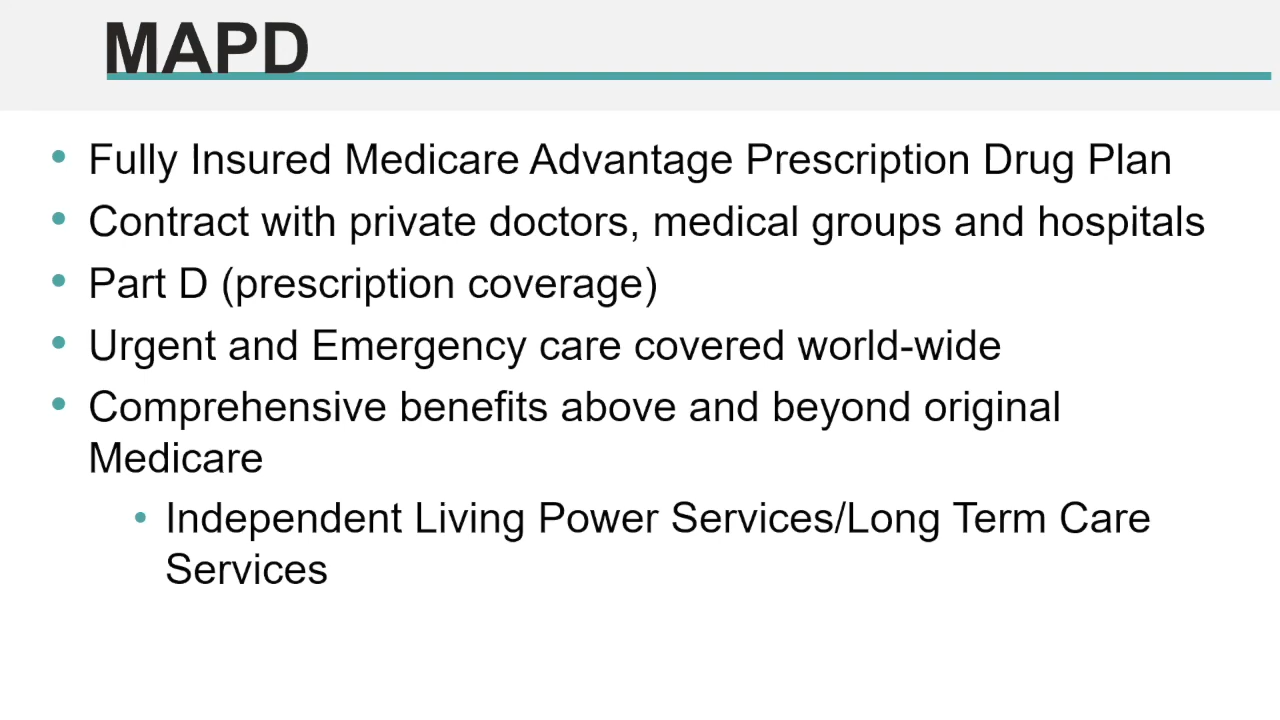 MAPD
• Fully Insured Medicare Advantage Prescription Drug Plan
• Contract with private doctors, medical groups and hospitals
• Part D (prescription coverage)
• Urgent and Emergency care covered world-wide
• Comprehensive benefits above and beyond original
Medicare
• Independent Living Power Services/Long Term Care
Services